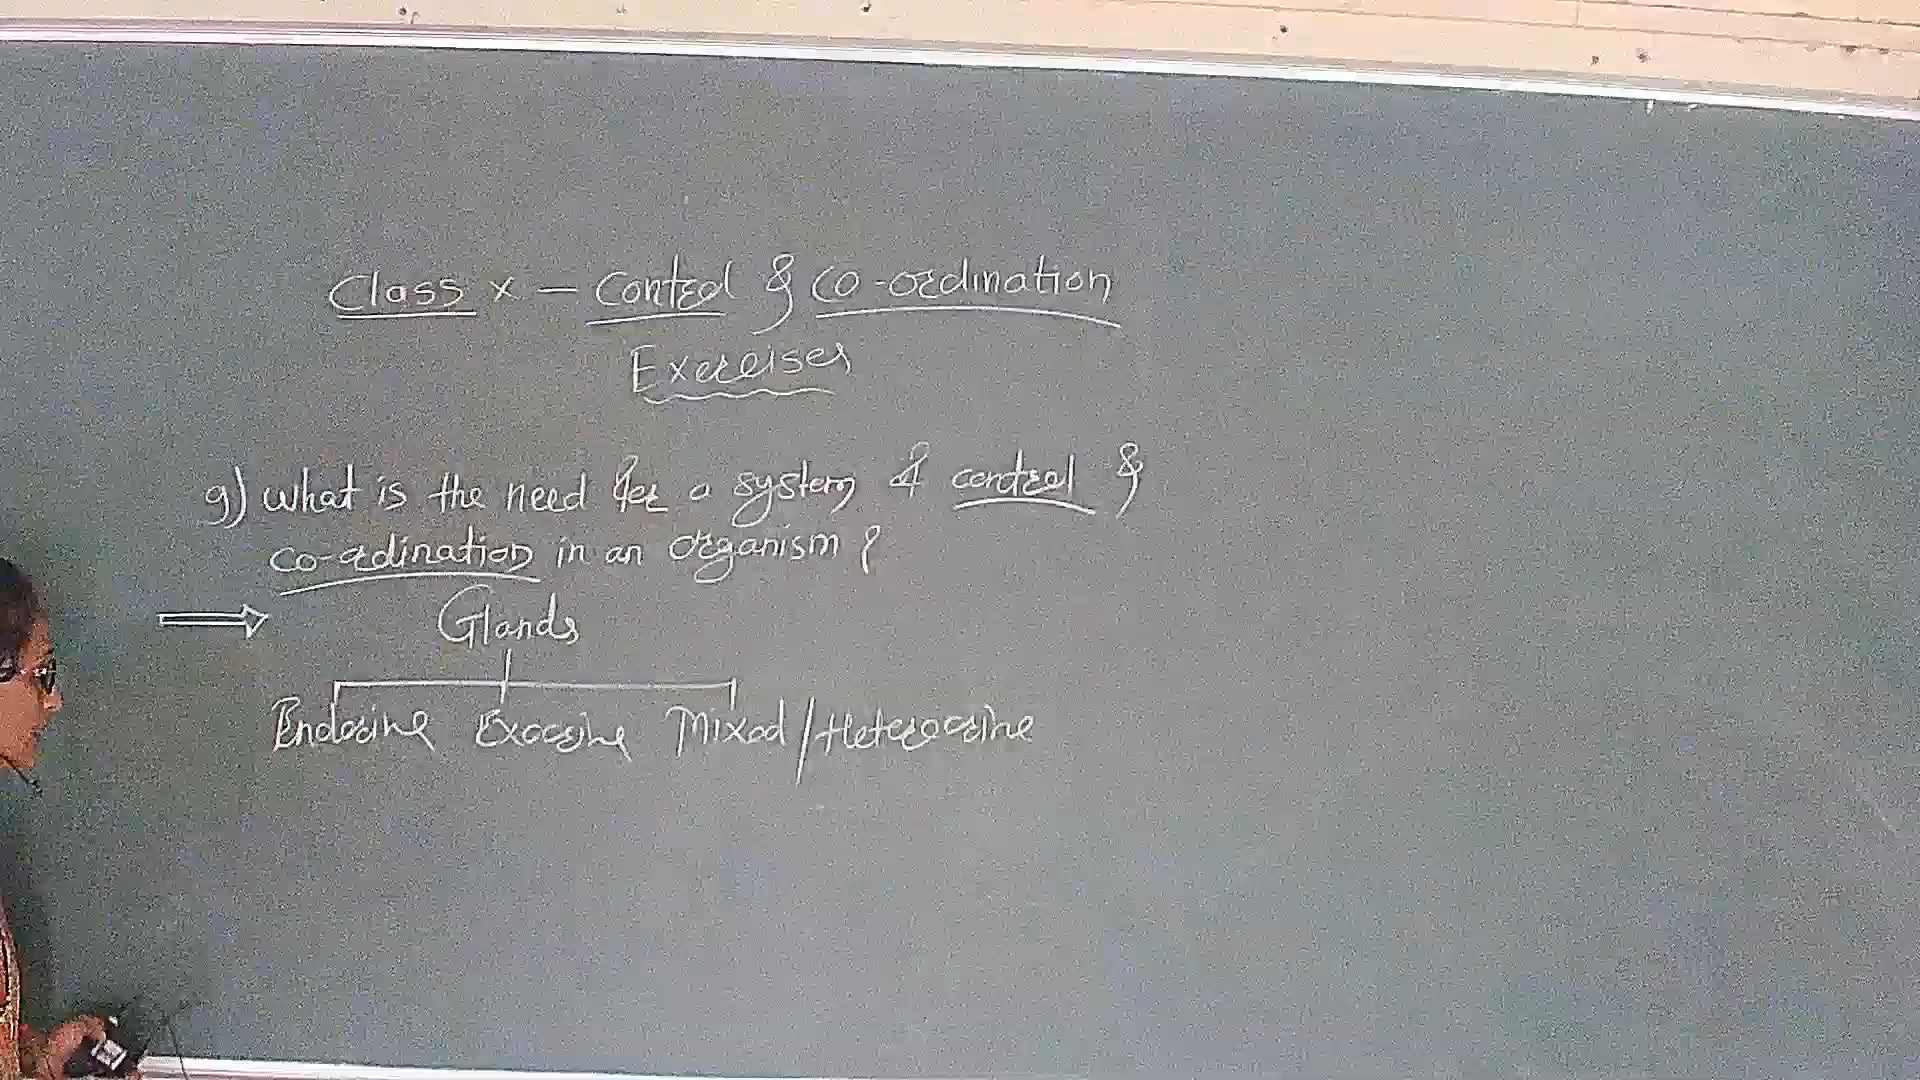 Class X - Control & Co-ordination
Exercises
9) What is the need for a system of control &
co-ordination in an organism?
Glands
Endocrine Exocrine Mixed/Heterocrine